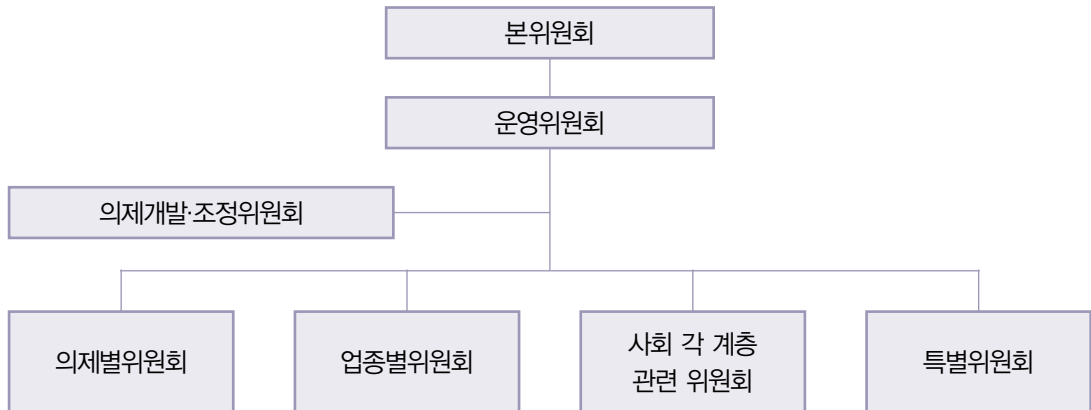 본위원회
운영위원회
의제개발·조정위원회
의제별위원회
업종별위원회
사회 각 계층
관련 위원회
특별위원회